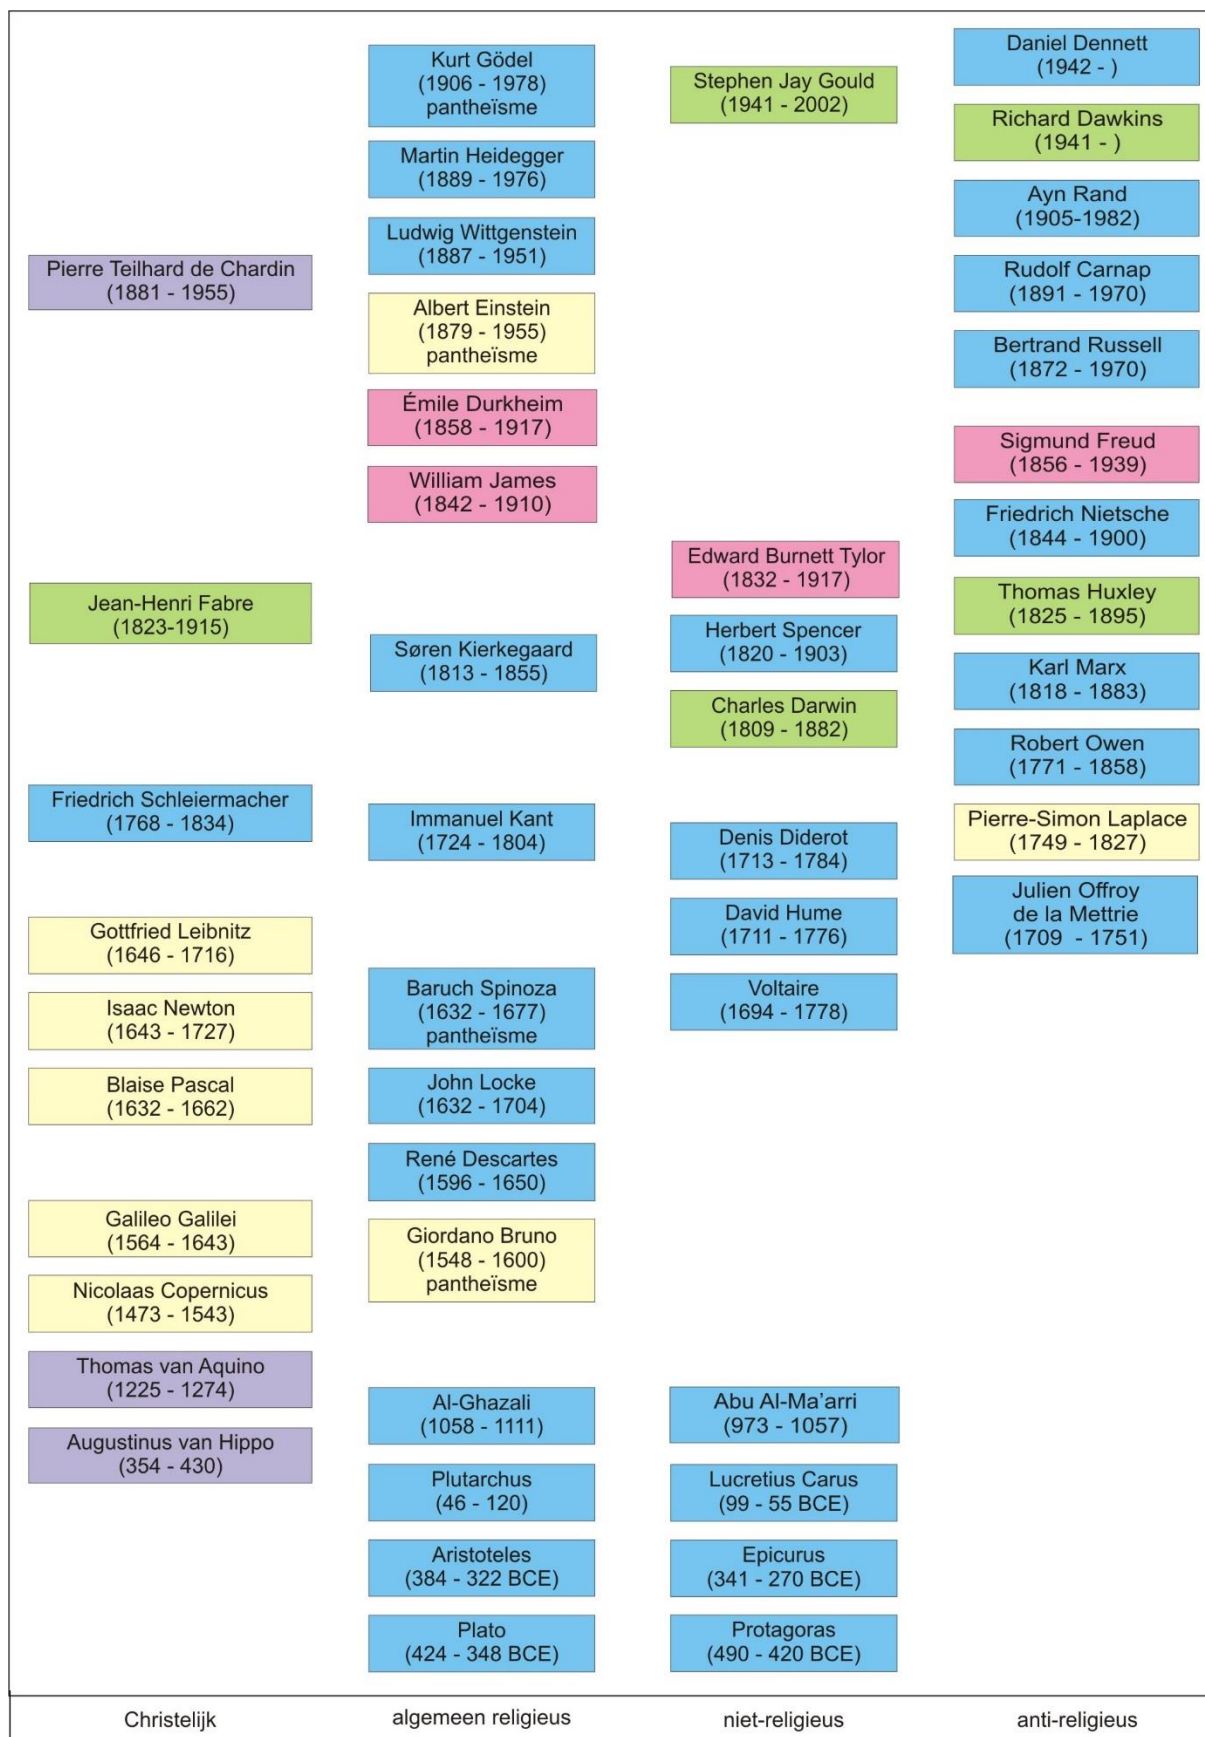 Pierre Teilhard de Chardin
(1881 - 1955)
Jean-Henri Fabre
(1823-1915)
Friedrich Schleiermacher
(1768 - 1834)
Gottfried Leibnitz
(1646 - 1716)
Isaac Newton
(1643 - 1727)
Blaise Pascal
(1632 - 1662)
Galileo Galilei
(1564 - 1643)
Nicolaas Copernicus
(1473 - 1543)
Thomas van Aquino
(1225 - 1274)
Augustinus van Hippo
(354 - 430)
Christelijk
Kurt Gödel
(1906 - 1978)
pantheïsme
Martin Heidegger
(1889 - 1976)
Ludwig Wittgenstein
(1887 - 1951)
Albert Einstein
(1879 - 1955)
pantheïsme
Émile Durkheim
(1858 - 1917)
William James
(1842 - 1910)
Søren Kierkegaard
(1813 - 1855)
Immanuel Kant
(1724 - 1804)
Baruch Spinoza
(1632 - 1677)
pantheïsme
John Locke
(1632 - 1704)
René Descartes
(1596 - 1650)
Giordano Bruno
(1548 - 1600)
pantheïsme
Al-Ghazali
(1058 - 1111)
Plutarchus
(46 - 120)
Aristoteles
(384 - 322 BCE)
Plato
(424 - 348 BCE)
algemeen religieus
Stephen Jay Gould
(1941 - 2002)
Edward Burnett Tylor
(1832 - 1917)
Herbert Spencer
(1820 - 1903)
Charles Darwin
(1809 - 1882)
Denis Diderot
(1713 - 1784)
David Hume
(1711 - 1776)
Voltaire
(1694 - 1778)
Abu Al-Ma'arri
(973 - 1057)
Lucretius Carus
(99 - 55 BCE)
Epicurus
(341 - 270 BCE)
Protagoras
(490 - 420 BCE)
niet-religieus
Daniel Dennett
(1942 - )
Richard Dawkins
(1941 - )
Ayn Rand
(1905-1982)
Rudolf Carnap
(1891 - 1970)
Bertrand Russell
(1872 - 1970)
Sigmund Freud
(1856 - 1939)
Friedrich Nietsche
(1844 - 1900)
Thomas Huxley
(1825 - 1895)
Karl Marx
(1818 - 1883)
Robert Owen
(1771 - 1858)
Pierre-Simon Laplace
(1749 - 1827)
Julien Offroy
de la Mettrie
(1709 - 1751)
anti-religieus